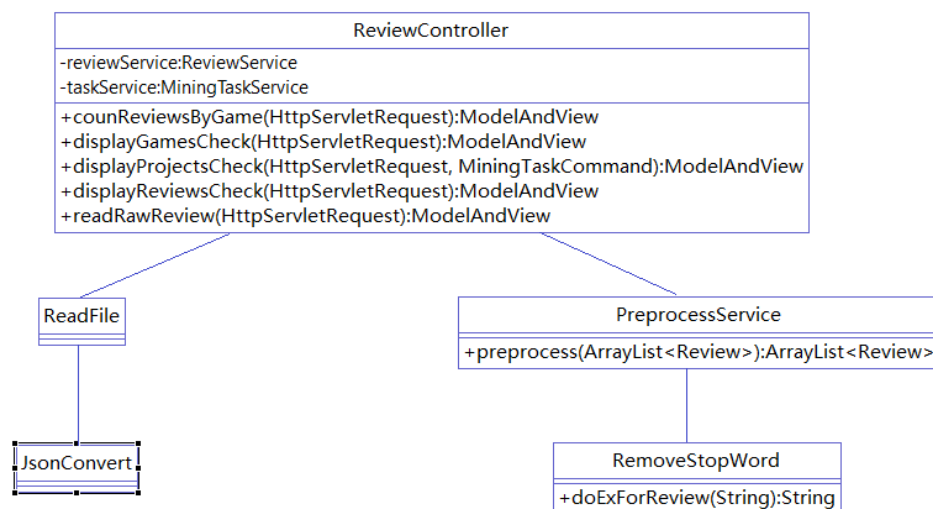 ReviewController
-reviewService:ReviewService
-taskService:MiningTaskService
+counReviewsByGame(HttpServletRequest):ModelAndView
+displayGamesCheck(HttpServletRequest):ModelAndView
+displayProjectsCheck(HttpServletRequest, MiningTaskCommand):ModelAndView
+displayReviewsCheck(HttpServletRequest):ModelAndView
+readRawReview(HttpServletRequest):ModelAndView
ReadFile
PreprocessService
+preprocess(ArrayList<Review>):ArrayList<Review>
JsonConvert
RemoveStopWord
+doExForReview(String):String